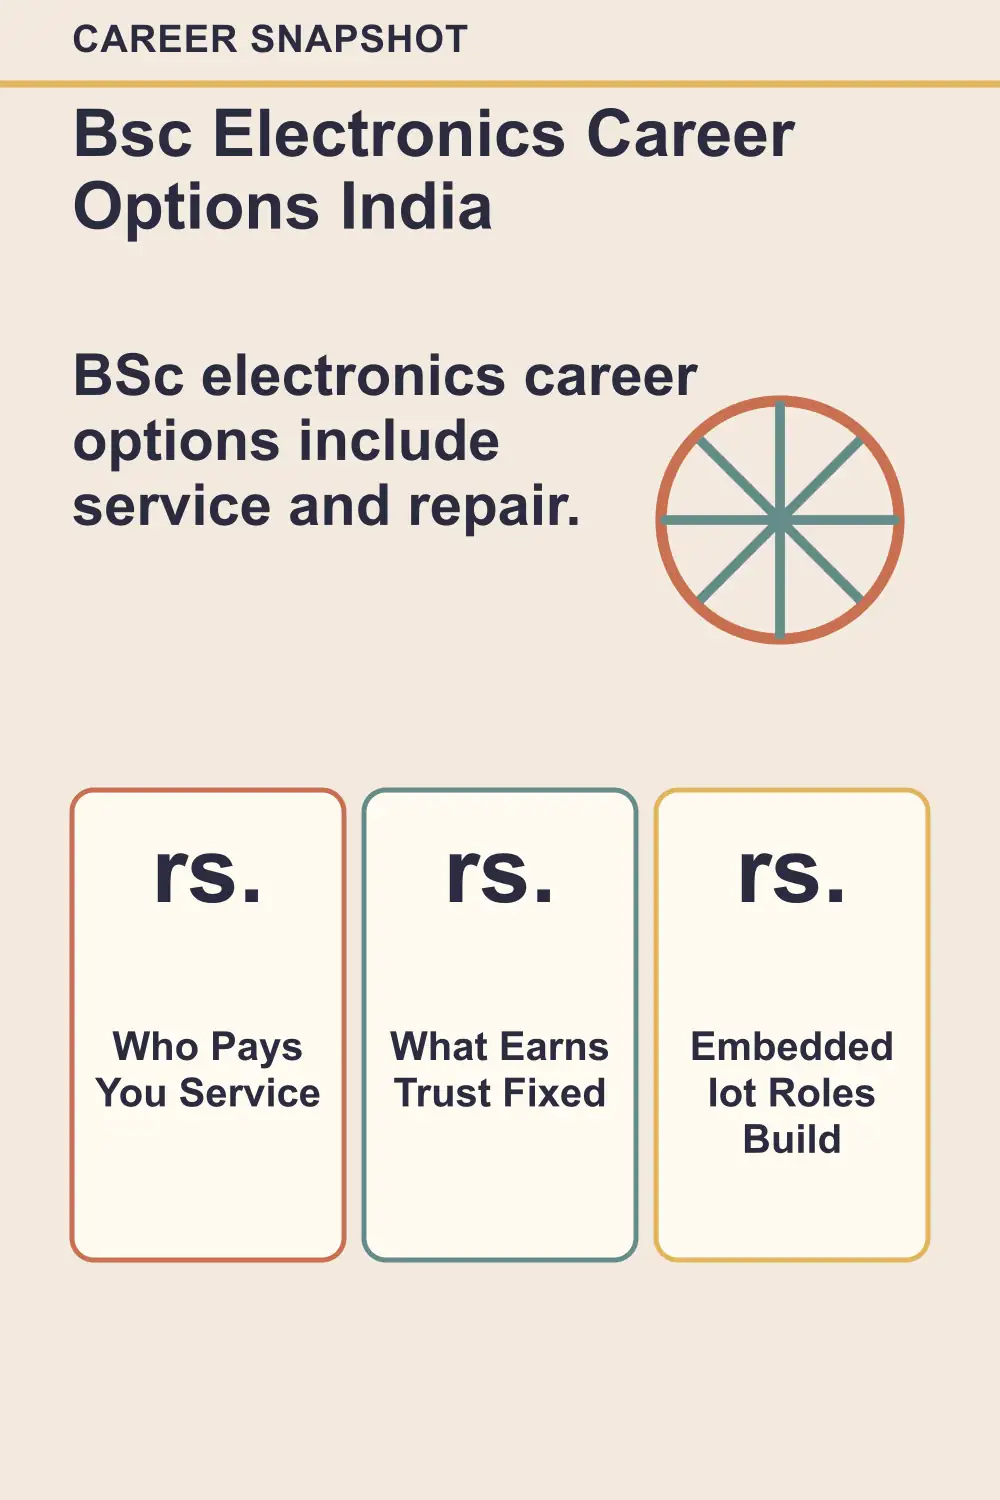 CAREER SNAPSHOT
Bsc Electronics Career
Options India
BSc electronics career
options include
service and repair.
rs.
Who Pays
You Service
rs.
What Earns
Trust Fixed
rs.
Embedded
Iot Roles
Build